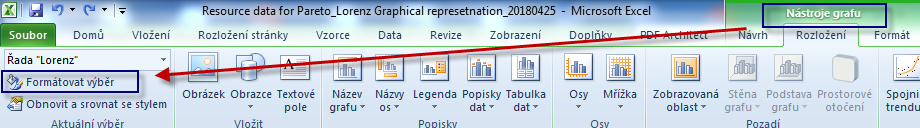 Resource data for Pareto_Lorenz Graphical represetnation_20180425_ - Microsoft Excel
Nástroje grafu
Soubor Domů Vložení Rozložení stránky Vzorce Data Revize Zobrazení Doplňky PDF Architect Návrh Rozložení Formát
Řada "Lorenz"
Formátovat výběr
Obnovit a srovnat se stylem
Aktuální výběr
Obrázek Obrazce Textové pole
Vložit
Název grafu Názvy os Legenda Popisky dat Tabulka dat
Popisky
Osy Mřížka
Osy
Zobrazovaná oblast Stěna grafu Podstava grafu Prostorové otočení
Pozadí
Spojni trendu